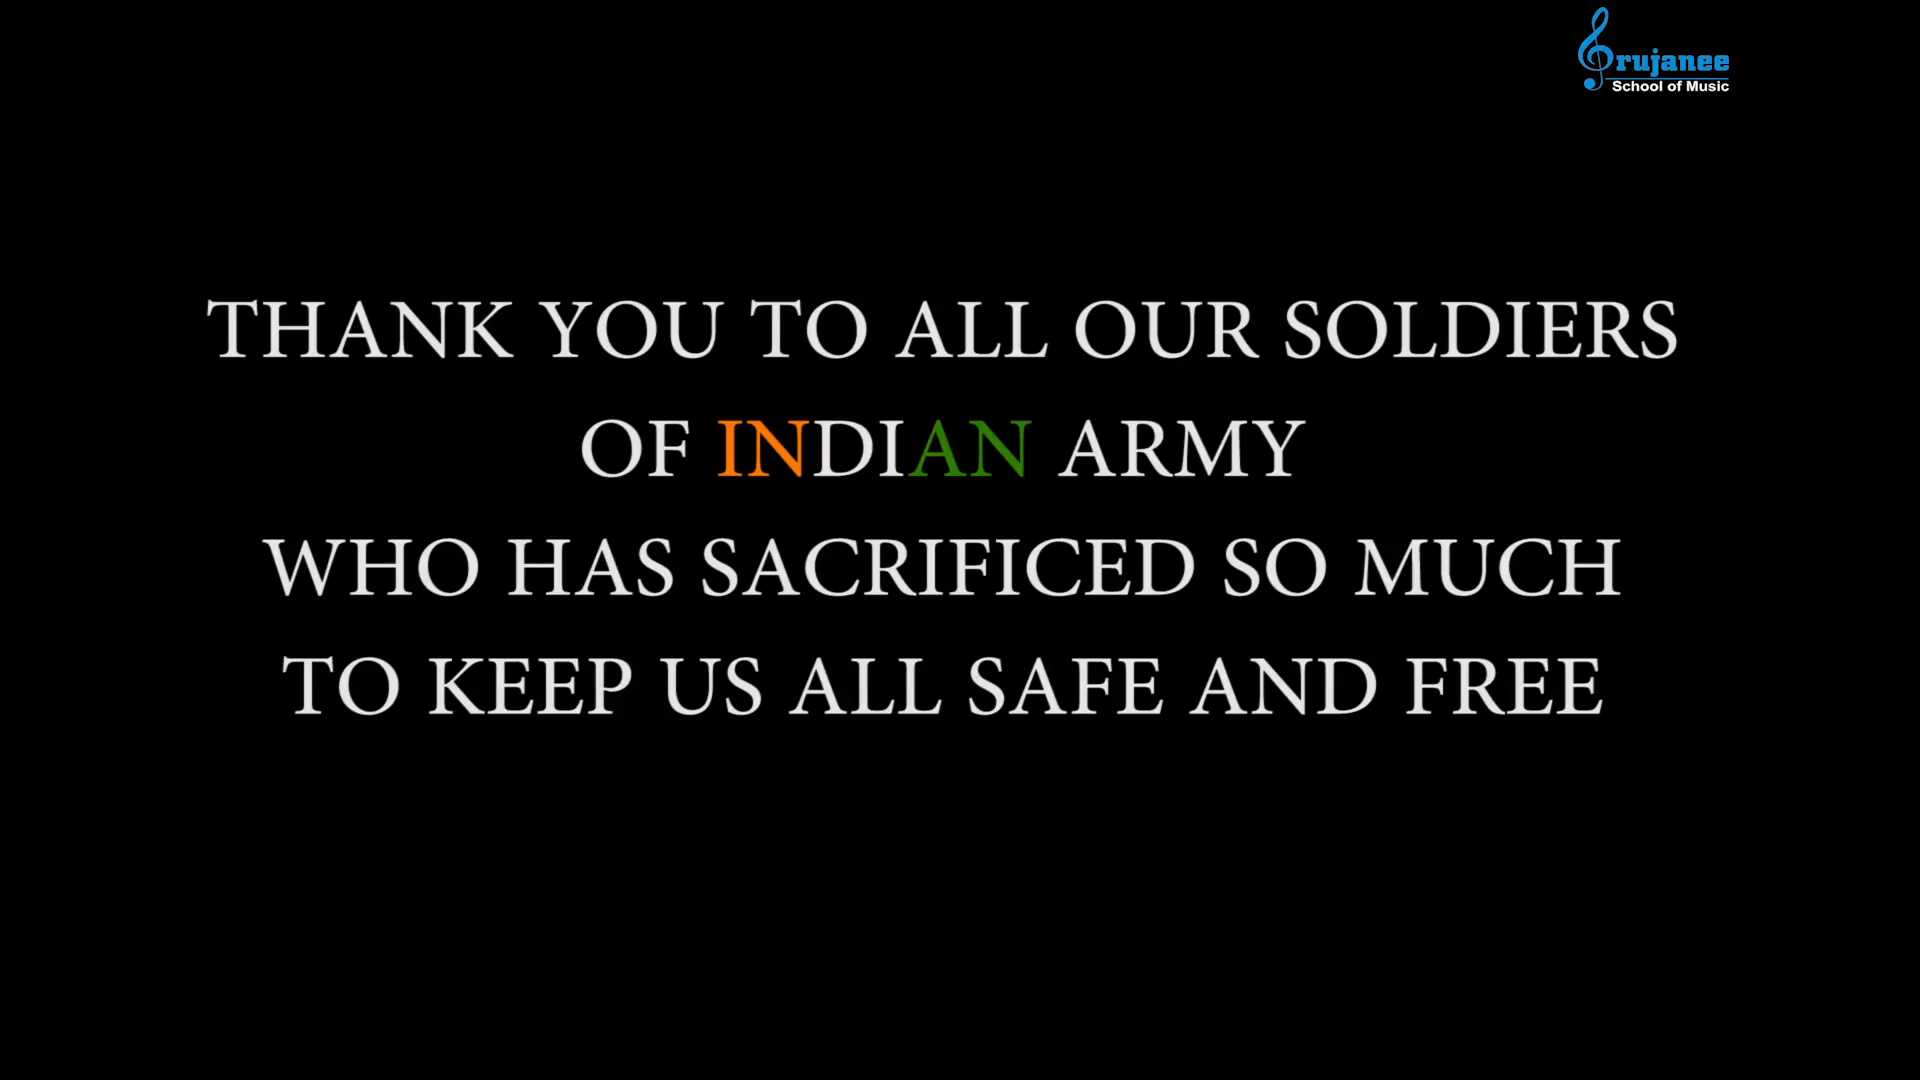 Srujanee
School of Music
THANK YOU TO ALL OUR SOLDIERS
OF INDIAN ARMY
WHO HAS SACRIFICED SO MUCH
TO KEEP US ALL SAFE AND FREE